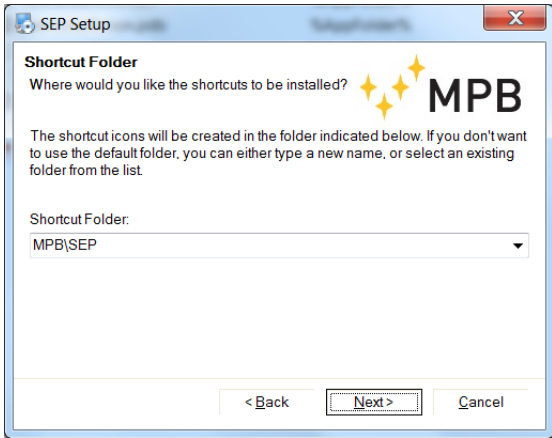 SEP Setup
Shortcut Folder
Where would you like the shortcuts to be installed?
MPB
The shortcut icons will be created in the folder indicated below. If you don't want
to use the default folder, you can either type a new name, or select an existing
folder from the list.
Shortcut Folder:
MPB\SEP
< Back
Next >
Cancel